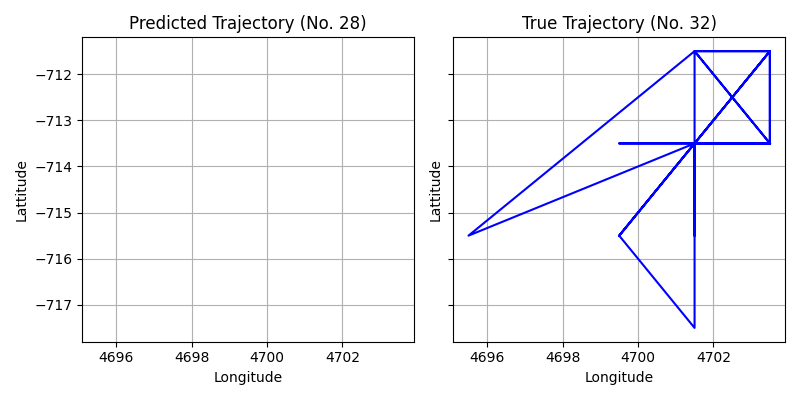 Predicted Trajectory (No. 28)
−712
−713
−714
−715
−716
−717
Lattitude
4696 4698 4700 4702
Longitude
True Trajectory (No. 32)
Lattitude
4696 4698 4700 4702
Longitude